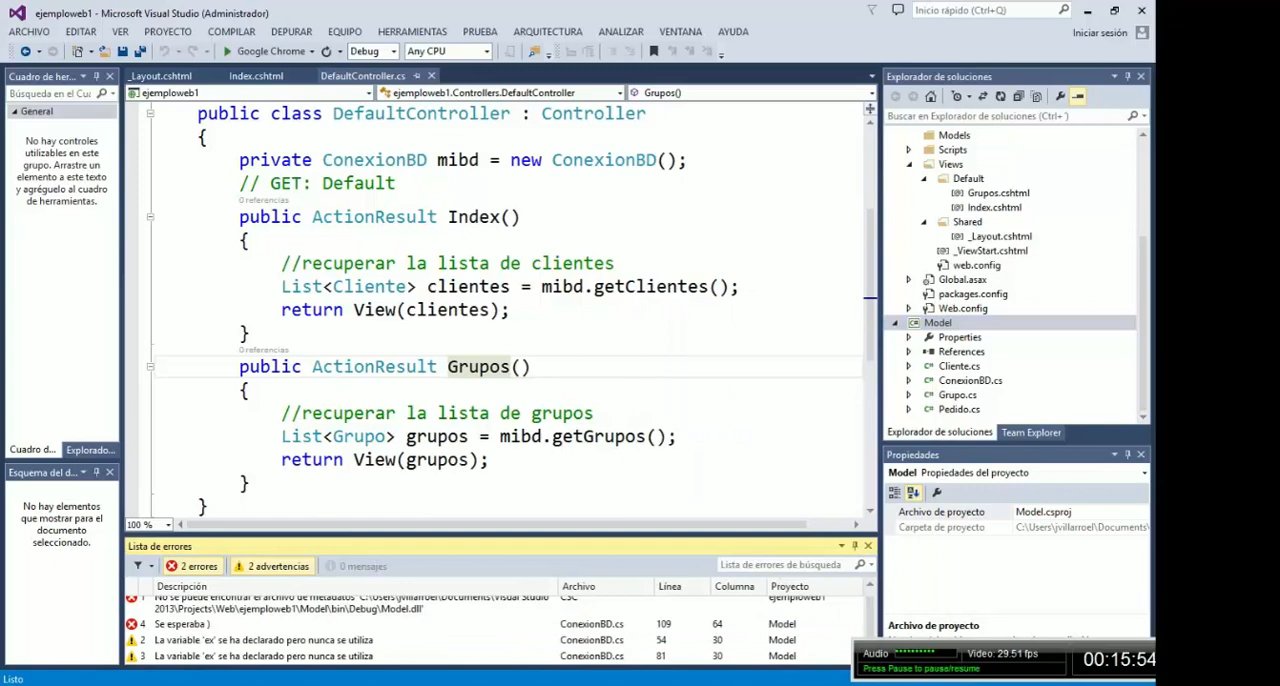 ejemploweb1 - Microsoft Visual Studio (Administrador)
Inicio rápido (Ctrl+Q)
ARCHIVO EDITAR VER PROYECTO COMPILAR DEPURAR EQUIPO HERRAMIENTAS PRUEBA ARQUITECTURA ANALIZAR VENTANA AYUDA
Iniciar sesión
Google Chrome Debug Any CPU
Cuadro de her...
Búsqueda en el Cu
General
No hay controles
utilizables en este
grupo. Arrastre un
elemento a este texto
y agréguelo al cuadro
de herramientas.
Cuadro d... Explorado...
Esquema del d...
No hay elementos
que mostrar para el
documento
seleccionado.
_Layout.cshtml Index.cshtml DefaultController.cs
ejemploweb1 ejemploweb1.Controllers.DefaultController Grupos()
public class DefaultController : Controller
{
private ConexionBD mibd = new ConexionBD();
// GET: Default
0 referencias
public ActionResult Index()
{
//recuperar la lista de clientes
List<Cliente> clientes = mibd.getClientes();
return View(clientes);
}
0 referencias
public ActionResult Grupos()
{
//recuperar la lista de grupos
List<Grupo> grupos = mibd.getGrupos();
return View(grupos);
}
}
100 %
Lista de errores
2 errores 2 advertencias 0 mensajes Lista de errores de búsqueda
Descripción Archivo Línea Columna Proyecto
1 No se puede encontrar el archivo de metadatos 'C:\Users\jvillarroel\Documents\Visual Studio CSC ejemploweb1
2013\Projects\Web\ejemploweb1\Model\bin\Debug\Model.dll'
4 Se esperaba ) ConexionBD.cs 109 64 Model
2 La variable 'ex' se ha declarado pero nunca se utiliza ConexionBD.cs 54 30 Model
3 La variable 'ex' se ha declarado pero nunca se utiliza ConexionBD.cs 81 30 Model
Explorador de soluciones
Buscar en Explorador de soluciones (Ctrl+')
Models
Scripts
Views
Default
Grupos.cshtml
Index.cshtml
Shared
_Layout.cshtml
_ViewStart.cshtml
web.config
Global.asax
packages.config
Web.config
Model
Properties
References
Cliente.cs
ConexionBD.cs
Grupo.cs
Pedido.cs
Explorador de soluciones Team Explorer
Propiedades
Model Propiedades del proyecto
Archivo de proyecto Model.csproj
Carpeta de proyecto C:\Users\jvillarroel\Documents\
Archivo de proyecto
Archivo de
Audio Video: 29.51 fps
Press Pause to pause/resume
00:15:54
Listo